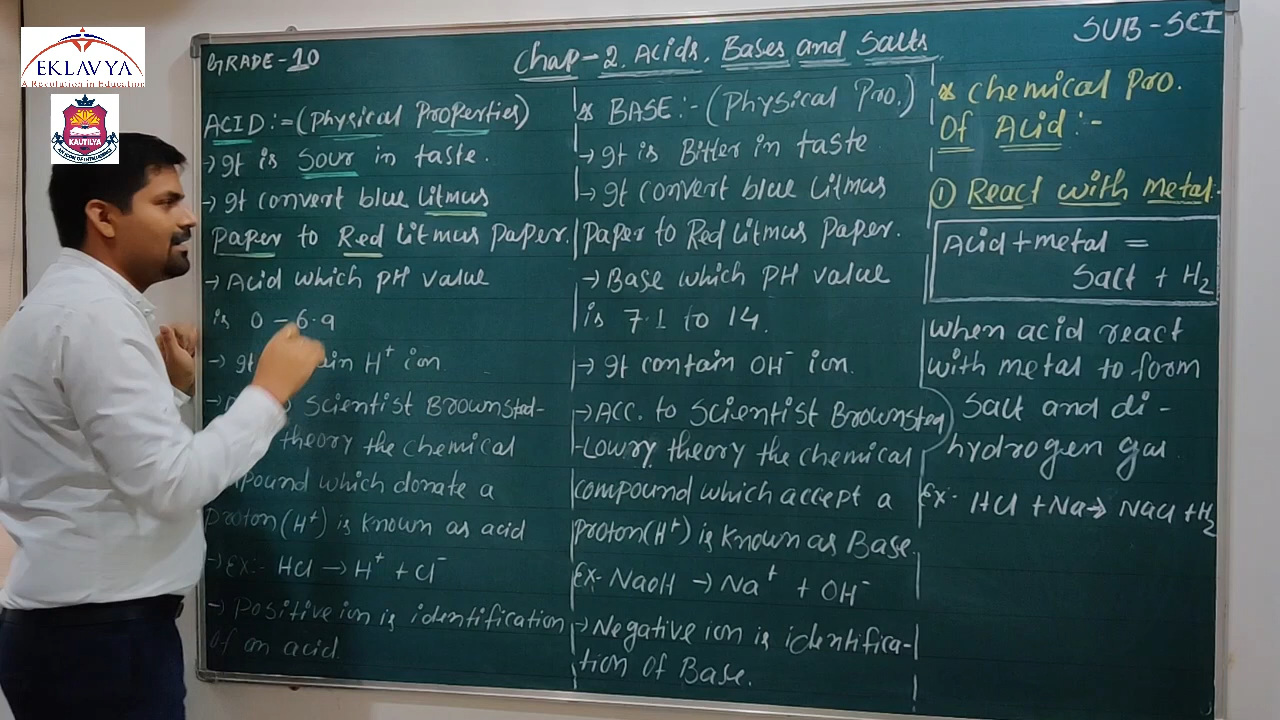 EKLAVYA
A Revolution in Education
KAUTILYA
GRADE-10
Chap-2. Acids, Bases and Salts
SUB-SCI
ACID:=(Physical Properties)
→ It is Sour in taste.
→ It convert blue Litmus
paper to Red Litmus paper.
→ Acid which pH value
is 0 - 6.9
→ It H+ ion
Scientist Brownsted-
theory the chemical
which donate a
Proton(H+) is known as acid
→ Ex:- HCl → H+ + Cl-
→ Positive ion is identification
of an acid.
* BASE:- (Physical Pro.)
→ It is Bitter in taste
→ It convert blue Litmus
Paper to Red Litmus Paper.
→ Base which PH value
is 7.1 to 14.
→ It contain OH- ion.
→ ACC. to Scientist Brownsted
-Lowry theory the chemical
compound which accept a
Proton(H+) is known as Base.
Ex- NaOH → Na+ + OH-
→ Negative ion is identifica-
tion of Base.
* Chemical Pro.
Of Acid:-
① React with metal:
Acid+metal =
Salt + H2
when acid react
with metal to form
Salt and di-
hydrogen gas
Ex- HCl + Na→ NaCl + H2